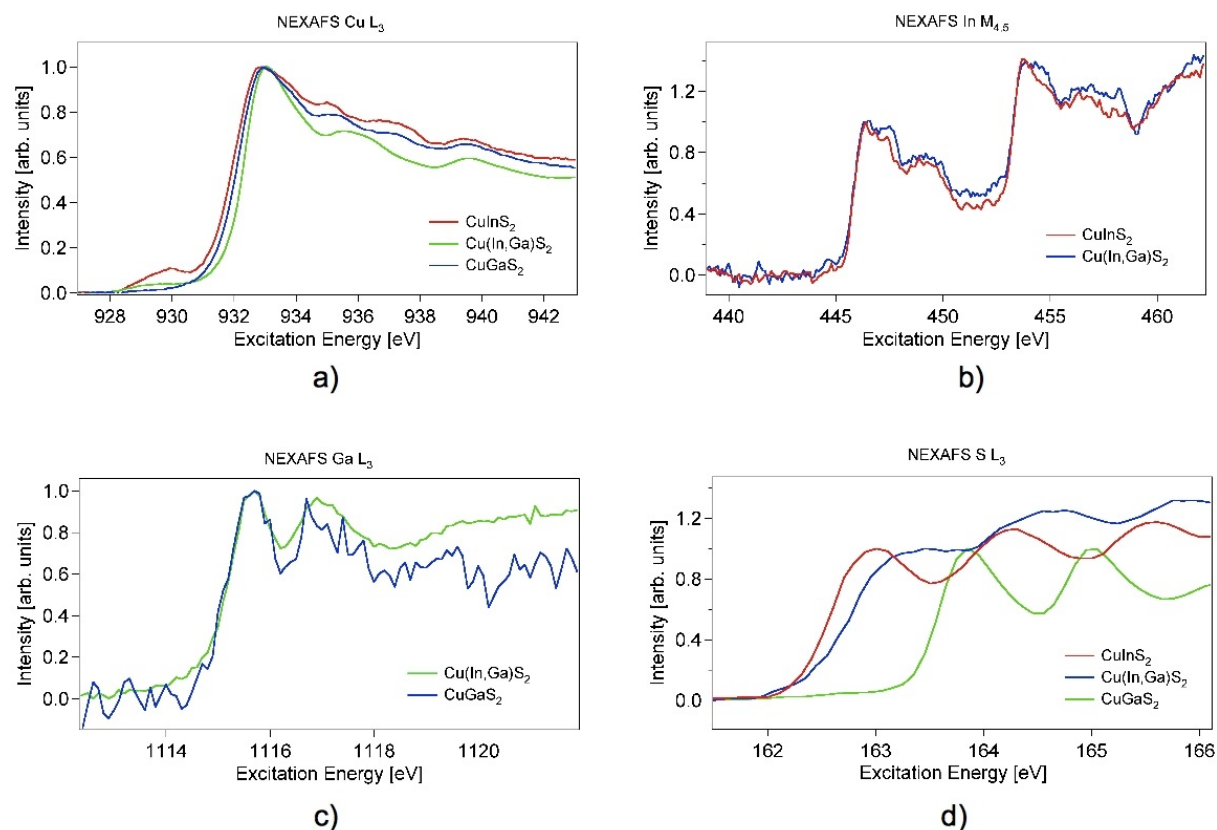 NEXAFS Cu L3
Intensity [arb. units]
1.0
0.8
0.6
0.4
0.2
0.0
CuInS2
Cu(In,Ga)S2
CuGaS2
928 930 932 934 936 938 940 942
Excitation Energy [eV]
a)
NEXAFS In M4,5
Intensity [arb. units]
1.2
0.8
0.4
0.0
CuInS2
Cu(In,Ga)S2
440 445 450 455 460
Excitation Energy [eV]
b)
NEXAFS Ga L3
Intensity [arb. units]
1.0
0.8
0.6
0.4
0.2
0.0
Cu(In,Ga)S2
CuGaS2
1114 1116 1118 1120
Excitation Energy [eV]
c)
NEXAFS S L3
Intensity [arb. units]
1.2
0.8
0.4
0.0
CuInS2
Cu(In,Ga)S2
CuGaS2
162 163 164 165 166
Excitation Energy [eV]
d)